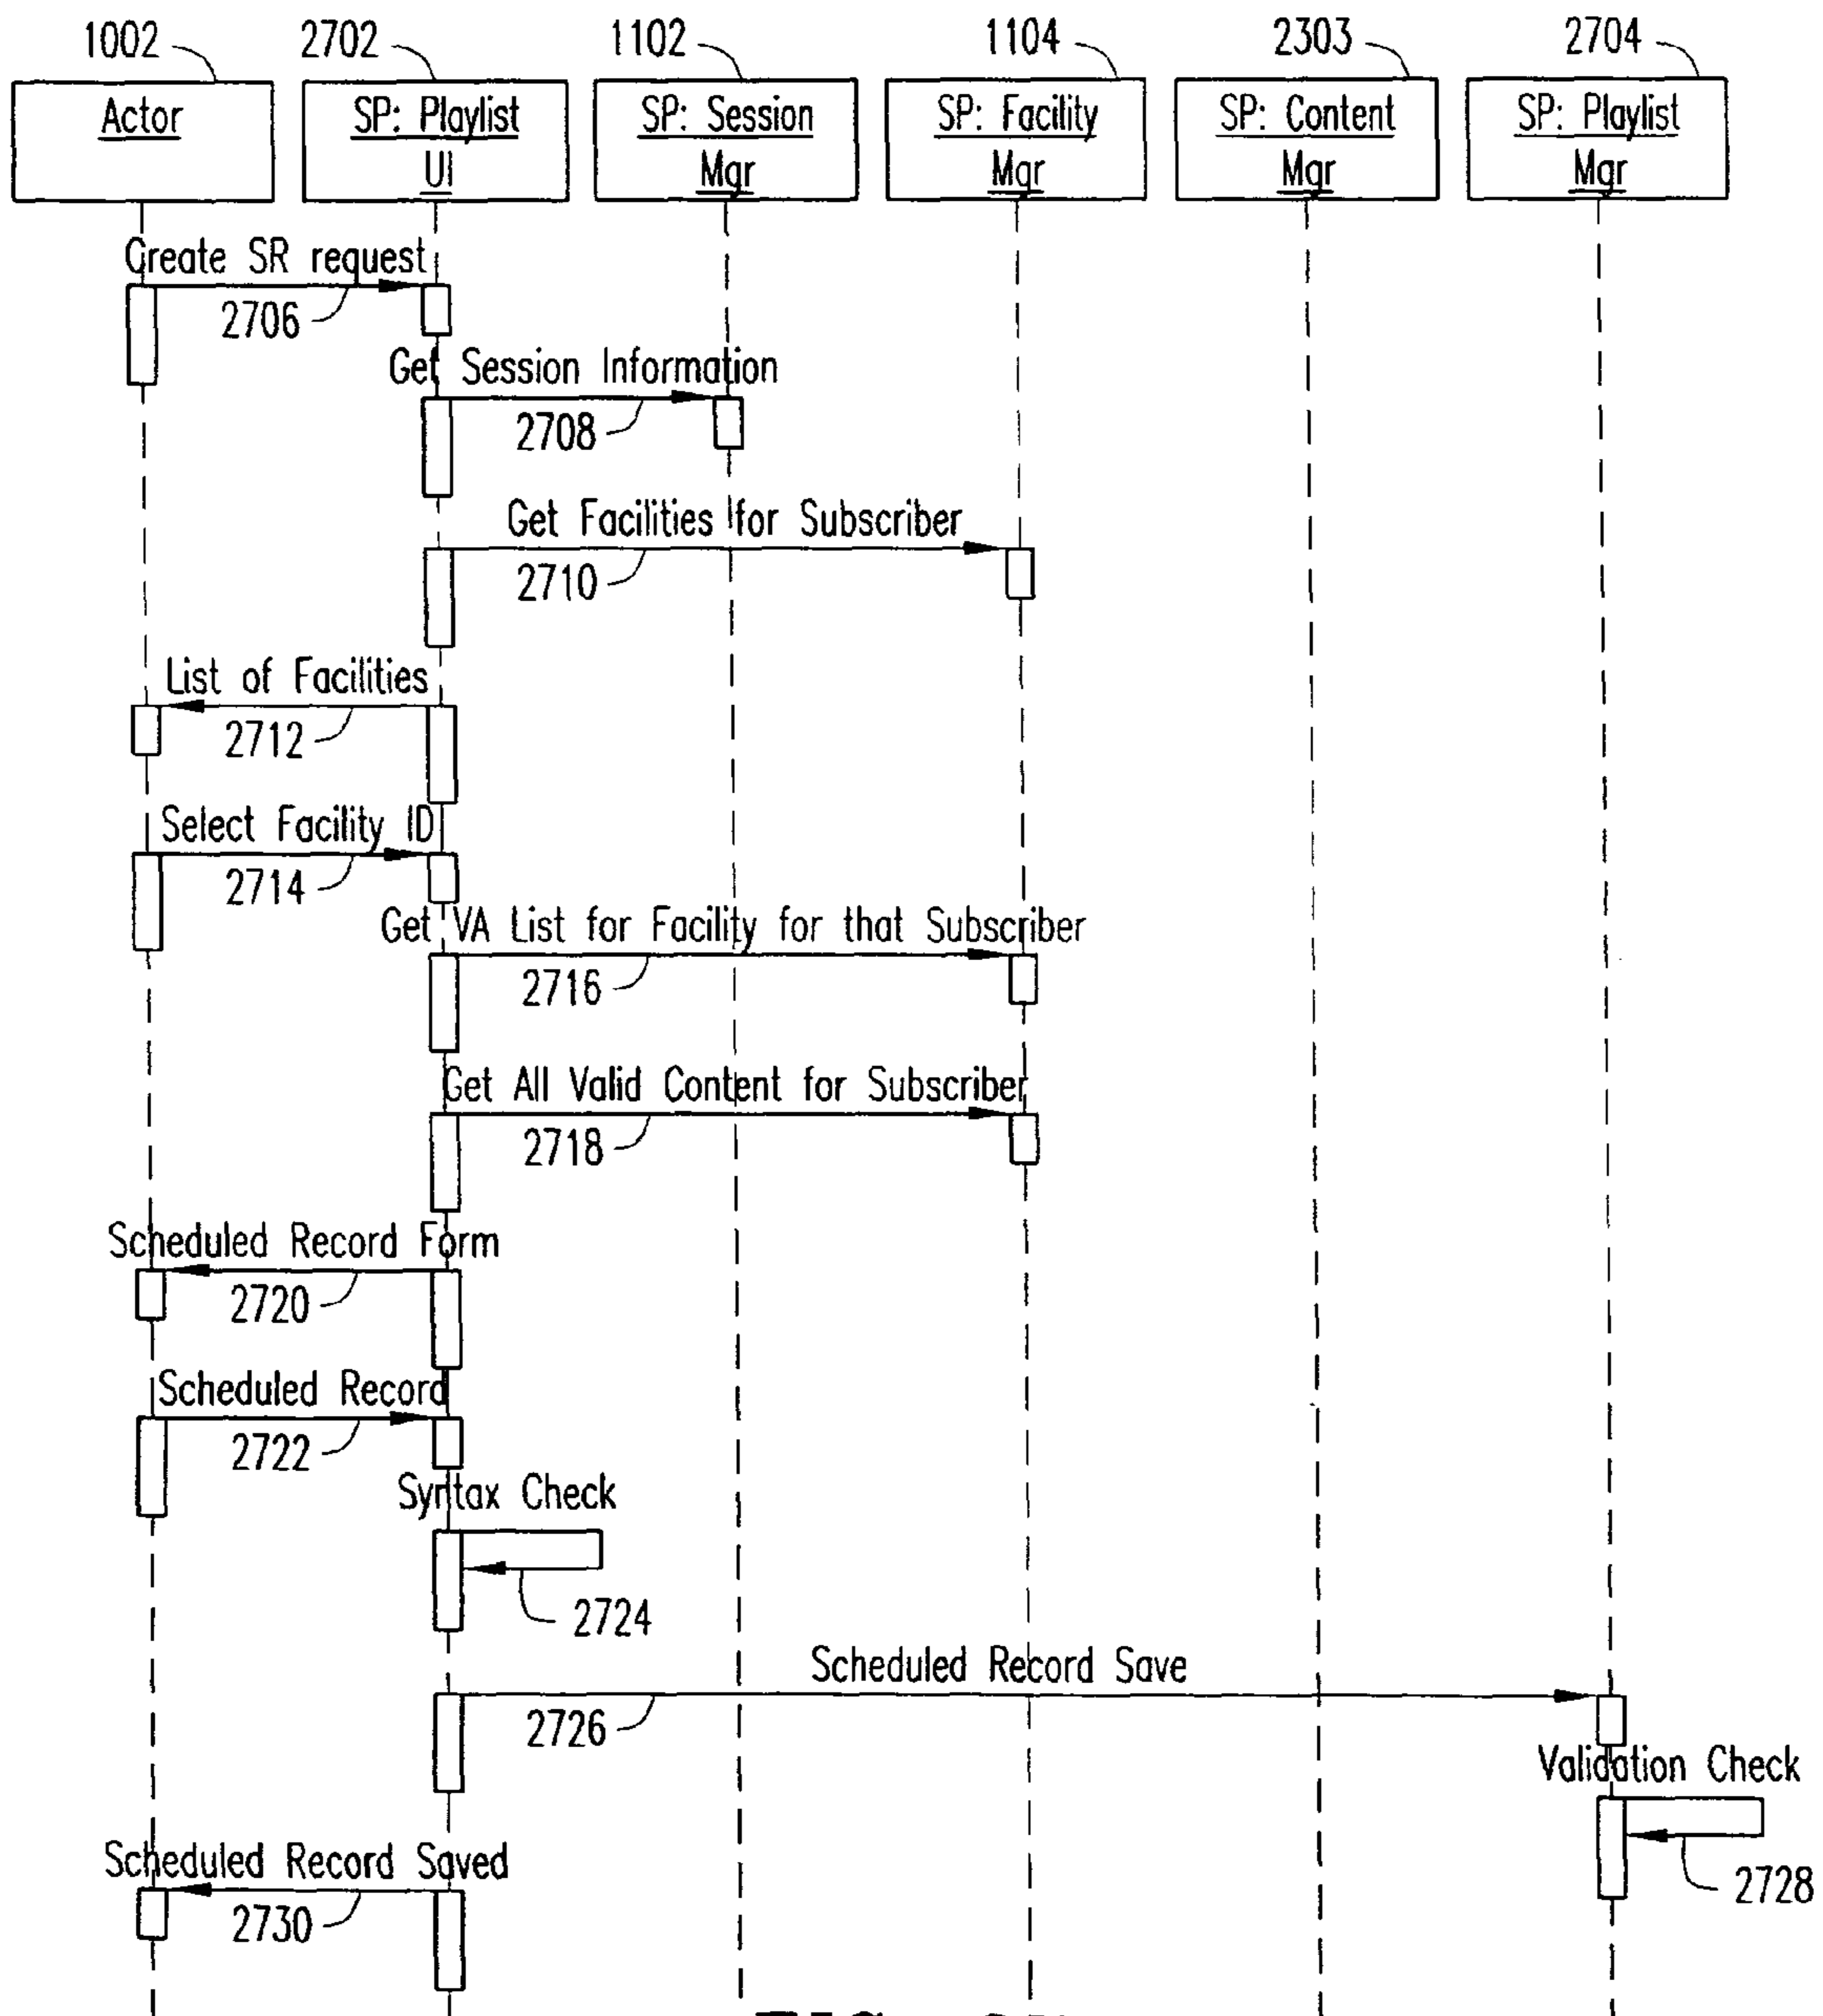 1002 2702 1102 1104 2303 2704
Actor SP: Playlist SP: Session SP: Facility SP: Content SP: Playlist
UI Mgr Mgr Mgr Mgr
Create SR request
2706
Get Session Information
2708
Get Facilities for Subscriber
2710
List of Facilities
2712
Select Facility ID
2714
Get VA List for Facility for that Subscriber
2716
Get All Valid Content for Subscriber
2718
Scheduled Record Form
2720
Scheduled Record
2722
Syntax Check
2724
Scheduled Record Save
2726
Validation Check
2728
Scheduled Record Saved
2730